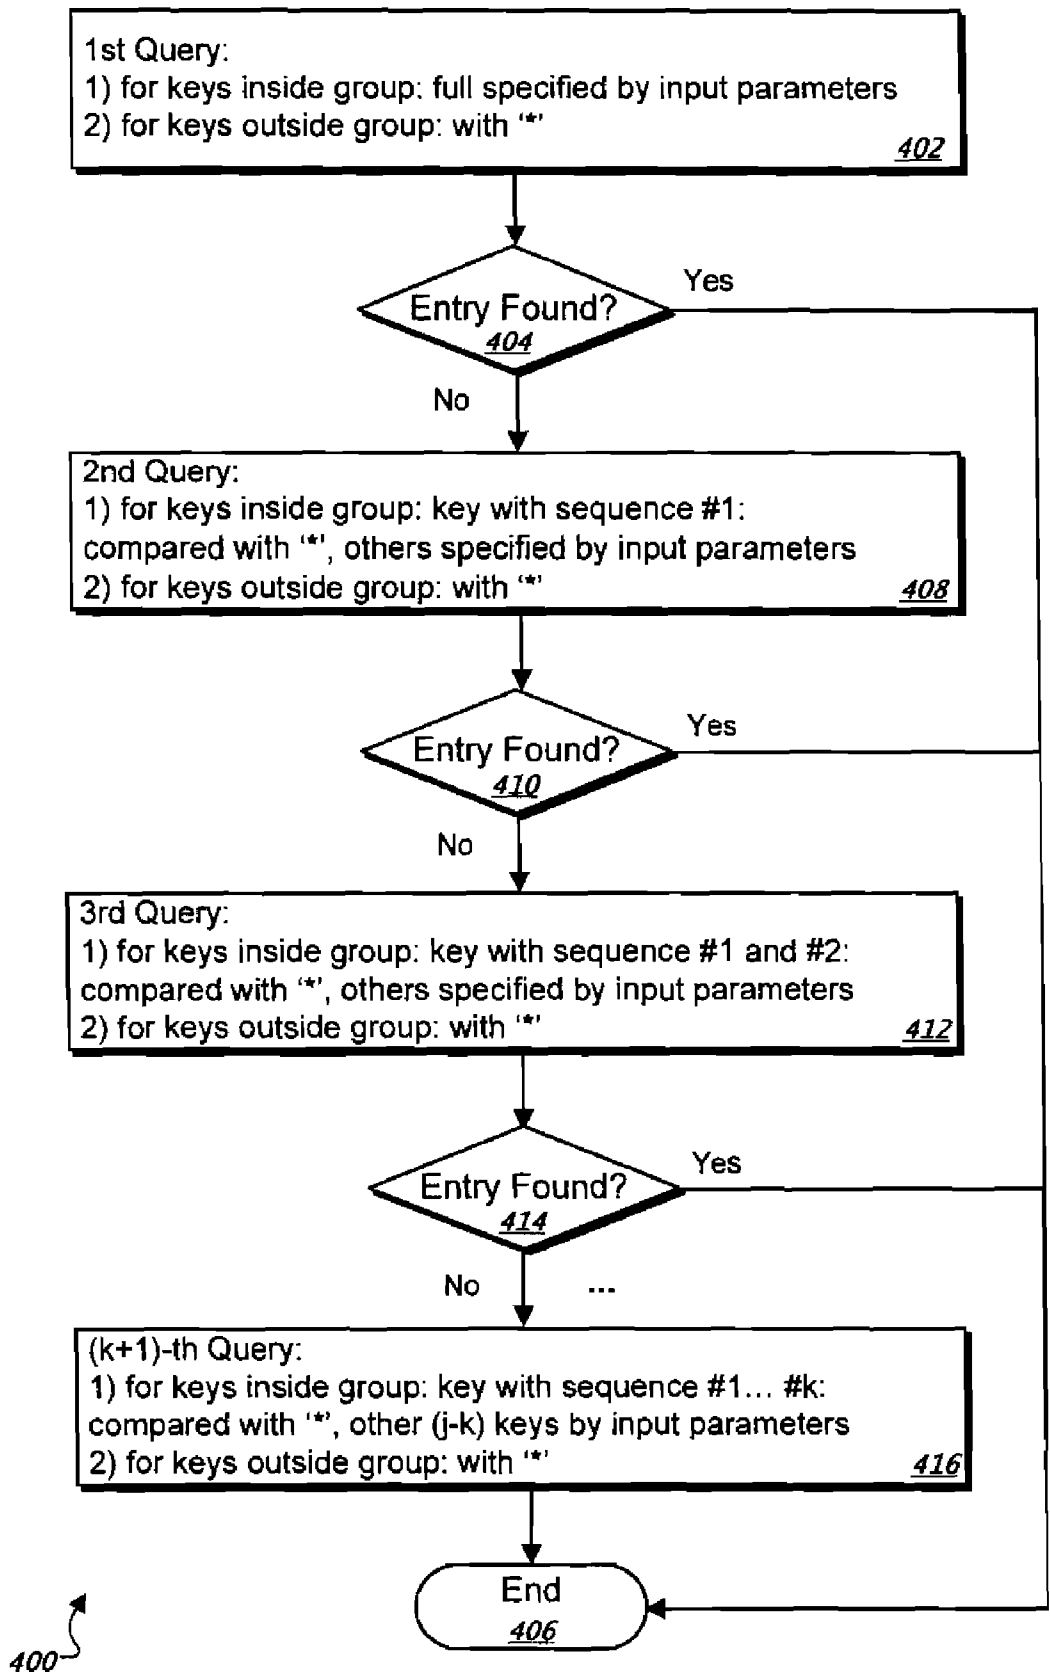 1st Query:
1) for keys inside group: full specified by input parameters
2) for keys outside group: with '*'
402
Entry Found?
404
Yes
No
2nd Query:
1) for keys inside group: key with sequence #1:
compared with '*', others specified by input parameters
2) for keys outside group: with '*'
408
Entry Found?
410
Yes
No
3rd Query:
1) for keys inside group: key with sequence #1 and #2:
compared with '*', others specified by input parameters
2) for keys outside group: with '*'
412
Entry Found?
414
Yes
No ...
(k+1)-th Query:
1) for keys inside group: key with sequence #1... #k:
compared with '*', other (j-k) keys by input parameters
2) for keys outside group: with '*'
416
End
406
400